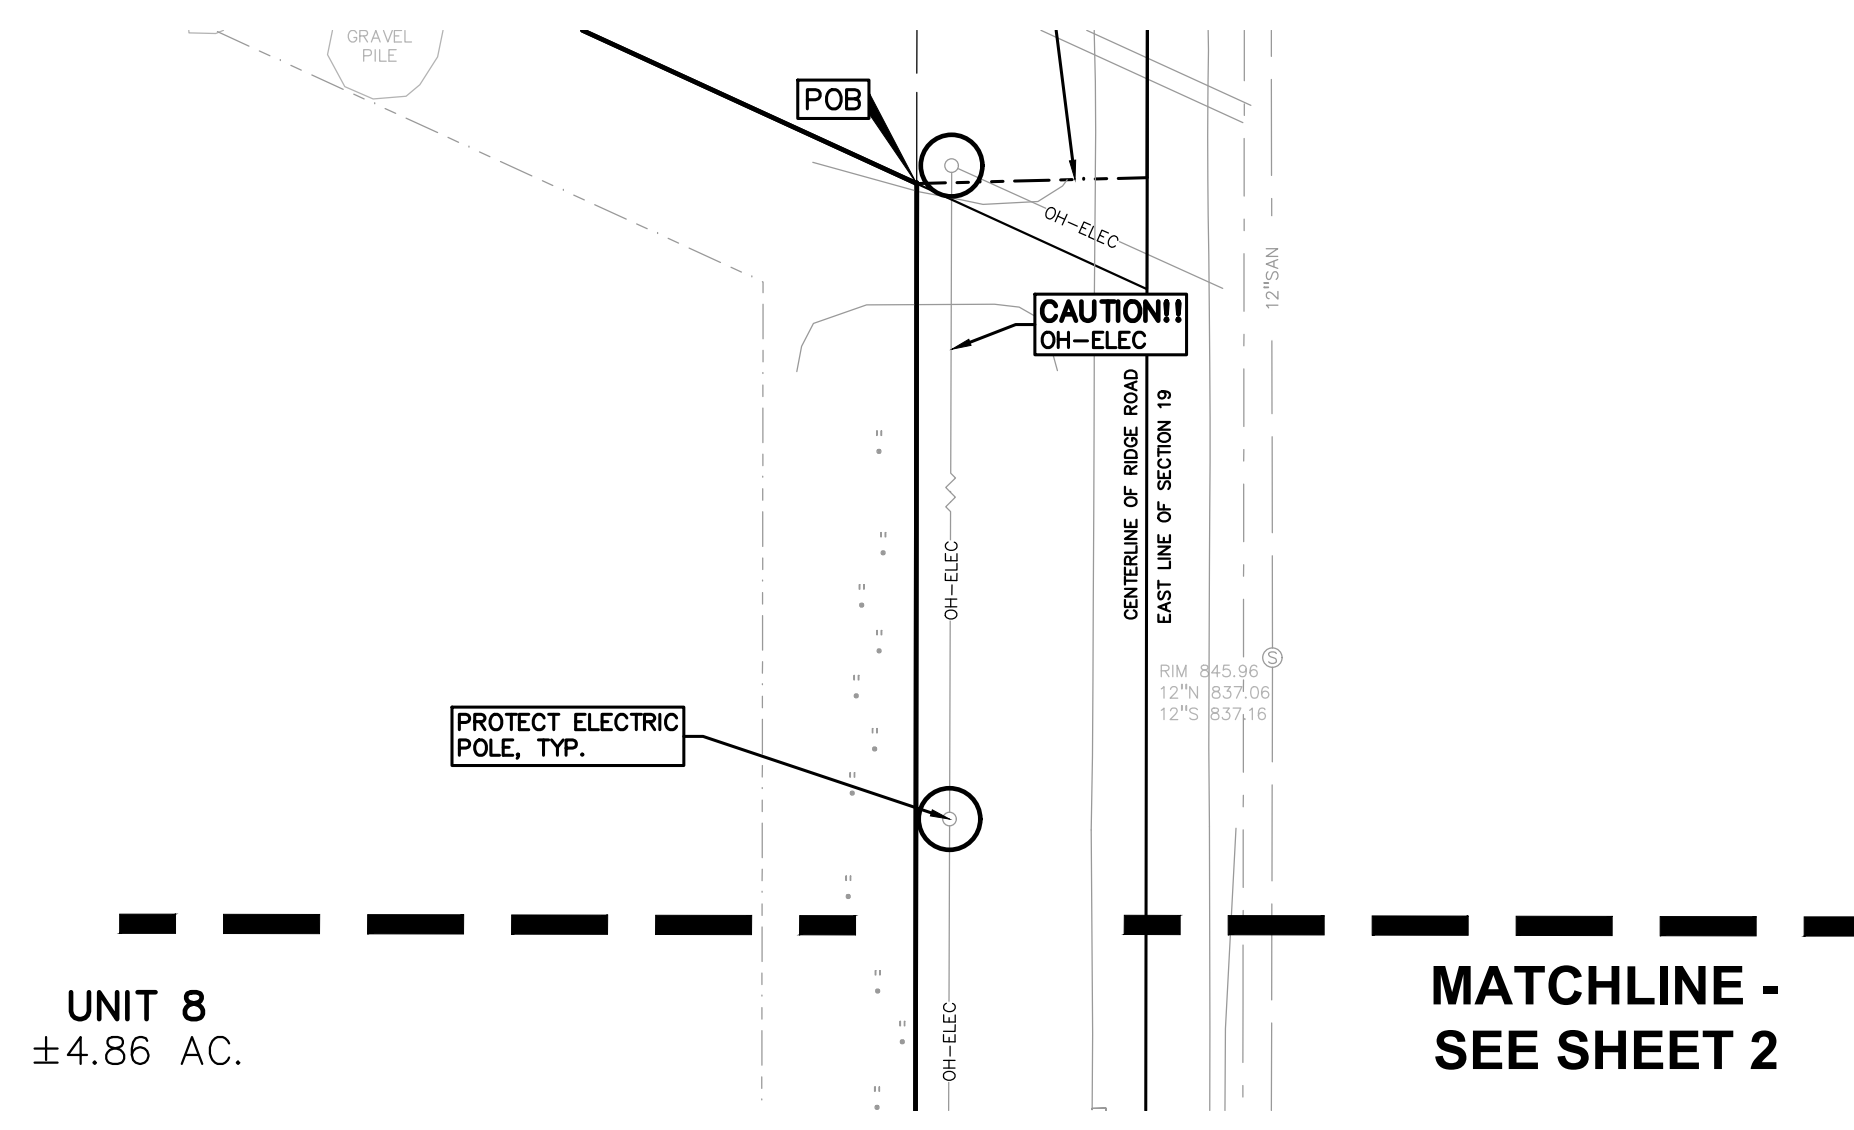 GRAVEL
PILE
POB
OH-ELEC
12"SAN
CAUTION!!
OH-ELEC
CENTERLINE OF RIDGE ROAD
EAST LINE OF SECTION 19
OH-ELEC
S
RIM 845.96
12"N 837.06
12"S 837.16
PROTECT ELECTRIC
POLE, TYP.
UNIT 8
±4.86 AC.
OH-ELEC
MATCHLINE -
SEE SHEET 2